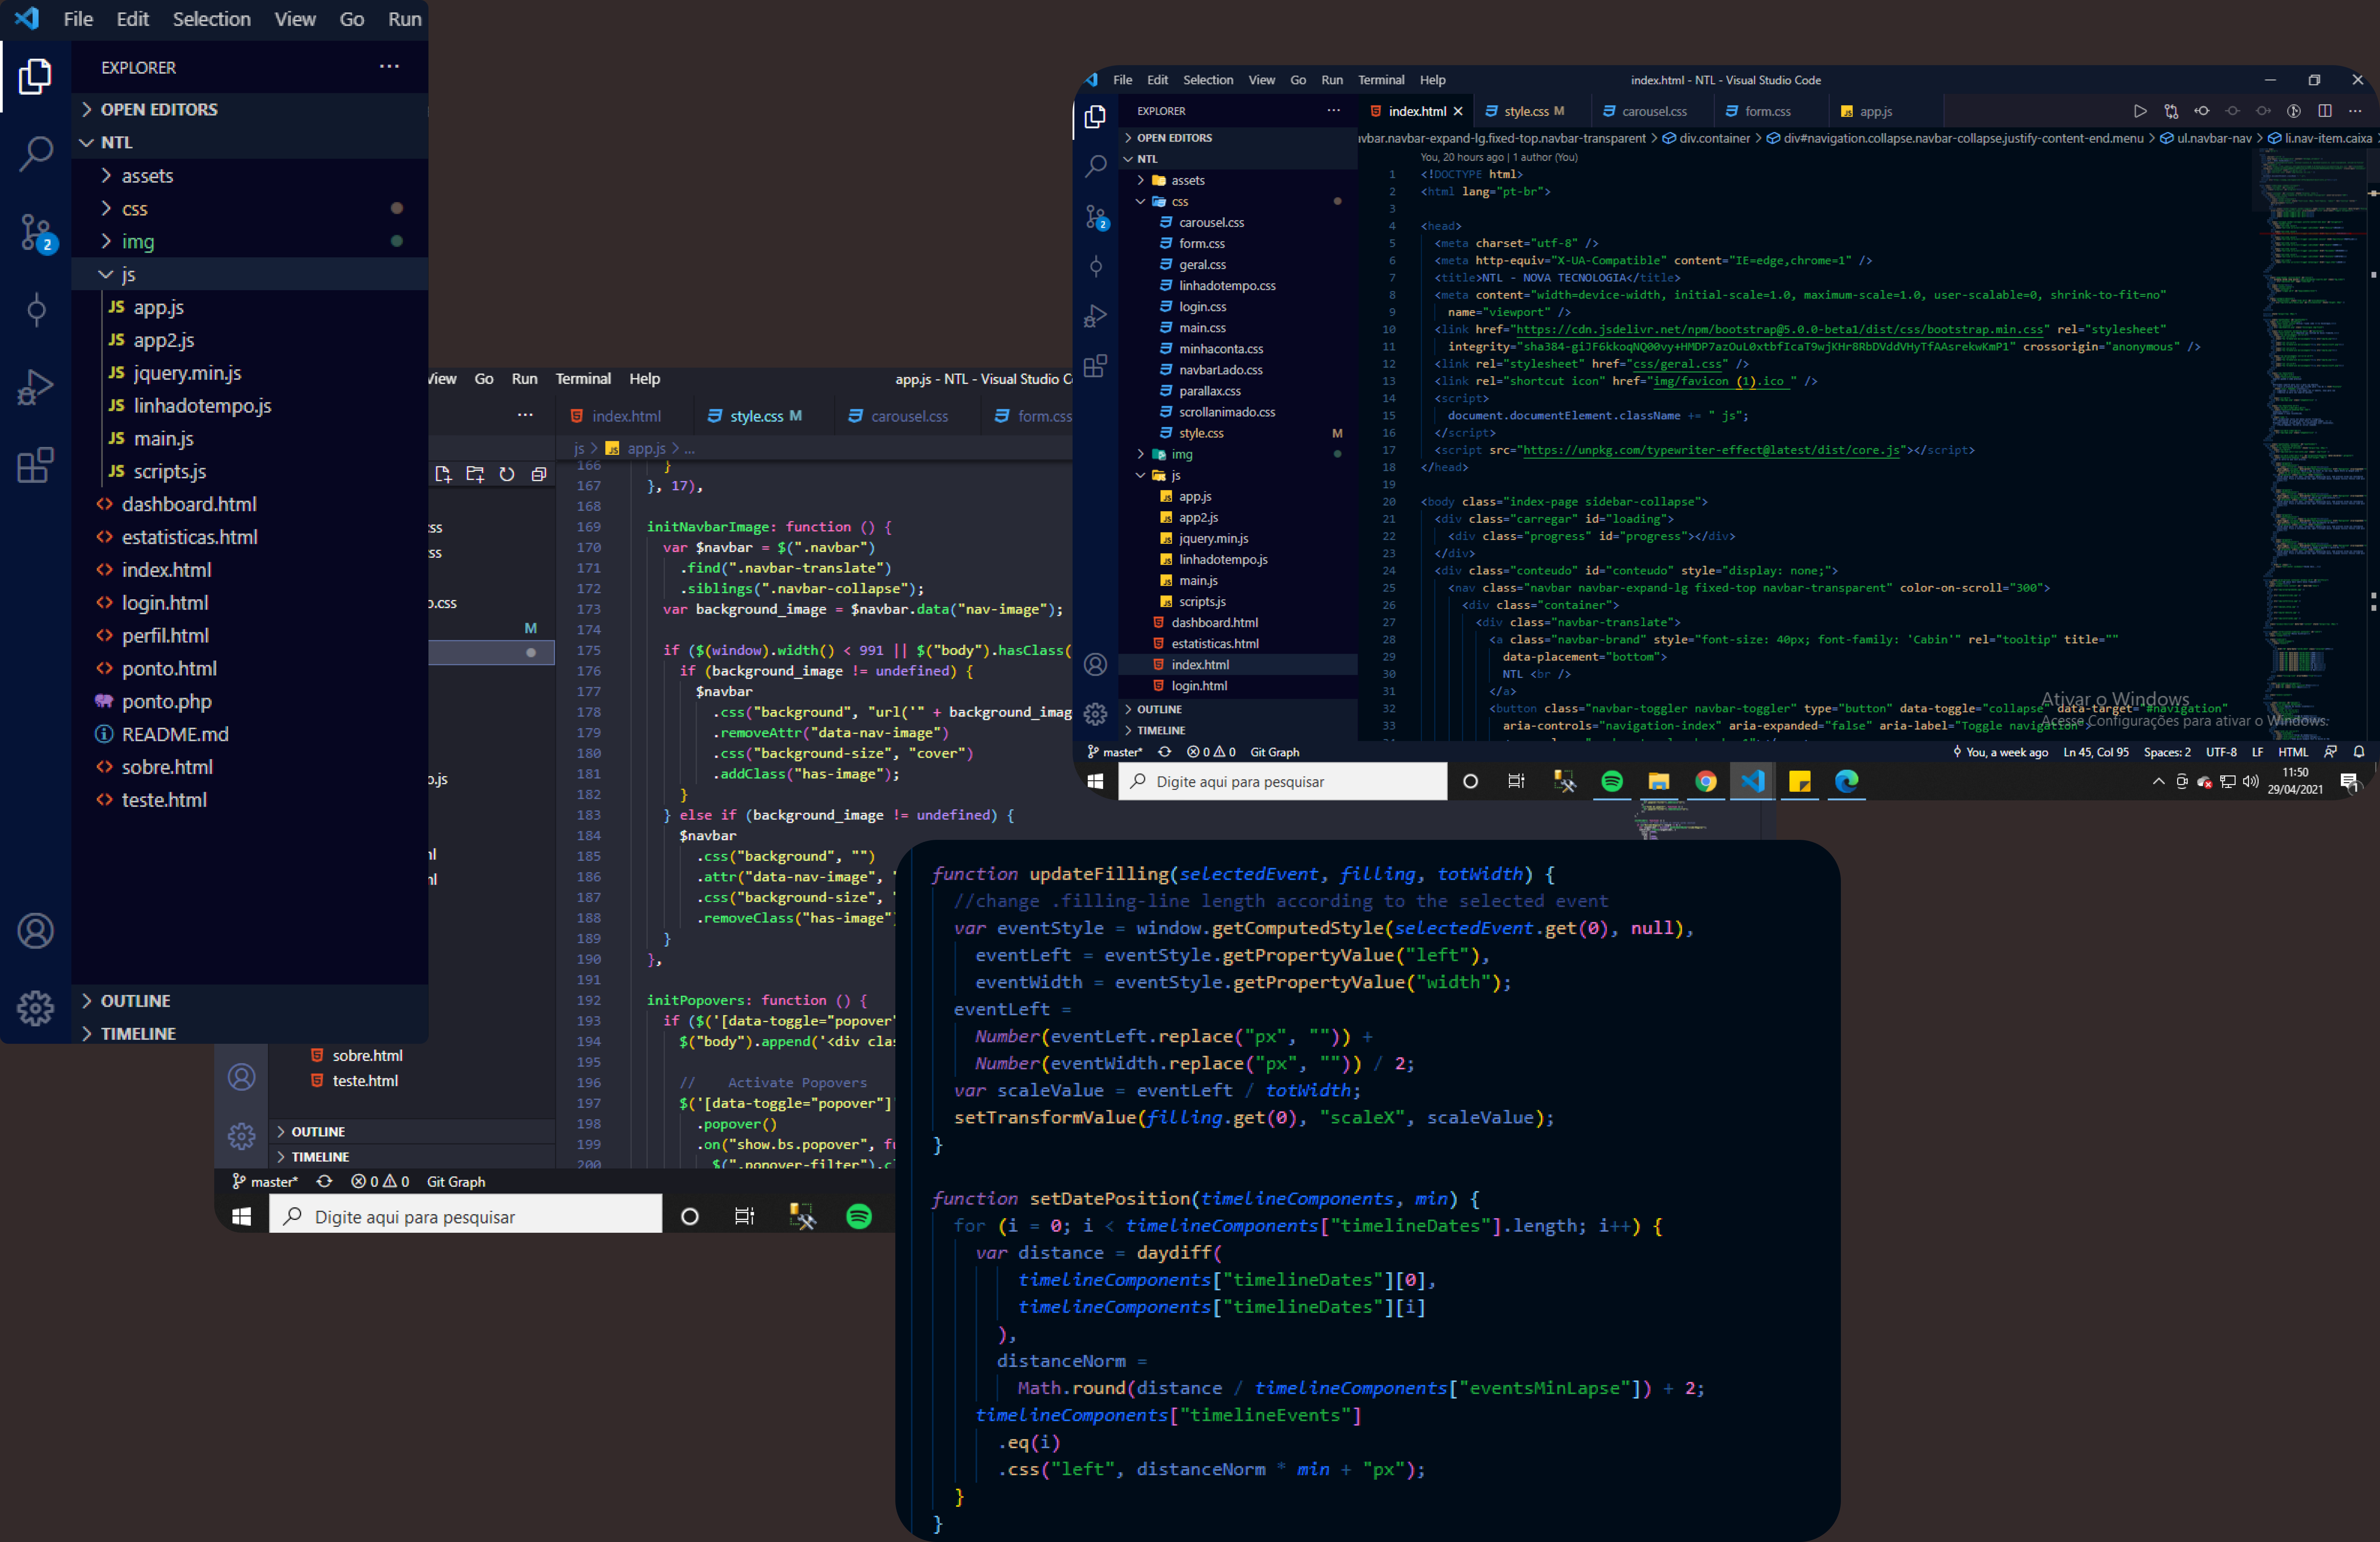 File Edit Selection View Go Run
EXPLORER ...
OPEN EDITORS
NTL
assets
css
img
2
js
JS app.js
JS app2.js
JS jquery.min.js
JS linhadotempo.js
JS main.js
JS scripts.js
dashboard.html
estatisticas.html
index.html
login.html
perfil.html
ponto.html
ponto.php
README.md
sobre.html
teste.html
OUTLINE
TIMELINE
View Go Run Terminal Help
app.js - NTL - Visual Studio Co
... index.html style.css M carousel.css form.css
js > JS app.js > ...
M
sobre.html
teste.html
OUTLINE
TIMELINE
166 }
167 }, 17),
168
169 initNavbarImage: function () {
170 var $navbar = $(".navbar")
171 .find(".navbar-translate")
172 .siblings(".navbar-collapse");
173 var background_image = $navbar.data("nav-image");
174
175 if ($(window).width() < 991 || $("body").hasClass(
176 if (background_image != undefined) {
177 $navbar
178 .css("background", "url('" + background_imag
179 .removeAttr("data-nav-image")
180 .css("background-size", "cover")
181 .addClass("has-image");
182 }
183 } else if (background_image != undefined) {
184 $navbar
185 .css("background", "")
186 .attr("data-nav-image", "
187 .css("background-size", "
188 .removeClass("has-image")
189 }
190 },
191
192 initPopovers: function () {
193 if ($('[data-toggle="popover"
194 $("body").append('<div clas
195
196 // Activate Popovers
197 $('[data-toggle="popover"]'
198 .popover()
199 .on("show.bs.popover", fu
200 $(".popover-filter").c
master* 0 0 Git Graph
Digite aqui para pesquisar
File Edit Selection View Go Run Terminal Help
index.html - NTL - Visual Studio Code
EXPLORER ...
index.html style.css M carousel.css form.css app.js
OPEN EDITORS
NTL
assets
css
carousel.css
form.css
geral.css
linhadotempo.css
login.css
main.css
minhaconta.css
navbarLado.css
parallax.css
scrollanimado.css
style.css M
img
2
js
app.js
app2.js
jquery.min.js
linhadotempo.js
main.js
scripts.js
dashboard.html
estatisticas.html
index.html
login.html
OUTLINE
TIMELINE
avbar.navbar-expand-lg.fixed-top.navbar-transparent > div.container > div#navigation.collapse.navbar-collapse.justify-content-end.menu > ul.navbar-nav > li.nav-item.caixa
You, 20 hours ago | 1 author (You)
1 <!DOCTYPE html>
2 <html lang="pt-br">
3
4 <head>
5 <meta charset="utf-8" />
6 <meta http-equiv="X-UA-Compatible" content="IE=edge,chrome=1" />
7 <title>NTL - NOVA TECNOLOGIA</title>
8 <meta content="width=device-width, initial-scale=1.0, maximum-scale=1.0, user-scalable=0, shrink-to-fit=no"
9 name="viewport" />
10 <link href="https://cdn.jsdelivr.net/npm/bootstrap@5.0.0-beta1/dist/css/bootstrap.min.css" rel="stylesheet"
11 integrity="sha384-giJF6kkoqNQ00vy+HMDP7azOuL0xtbfIcaT9wjKHr8RbDVddVHyTfAAsrekwKmP1" crossorigin="anonymous" />
12 <link rel="stylesheet" href="css/geral.css" />
13 <link rel="shortcut icon" href="img/favicon (1).ico " />
14 <script>
15 document.documentElement.className += " js";
16 </script>
17 <script src="https://unpkg.com/typewriter-effect@latest/dist/core.js"></script>
18 </head>
19
20 <body class="index-page sidebar-collapse">
21 <div class="carregar" id="loading">
22 <div class="progress" id="progress"></div>
23 </div>
24 <div class="conteudo" id="conteudo" style="display: none;">
25 <nav class="navbar navbar-expand-lg fixed-top navbar-transparent" color-on-scroll="300">
26 <div class="container">
27 <div class="navbar-translate">
28 <a class="navbar-brand" style="font-size: 40px; font-family: 'Cabin'" rel="tooltip" title=""
29 data-placement="bottom">
30 NTL <br />
31 </a>
32 <button class="navbar-toggler navbar-toggler" type="button" data-toggle="collapse" data-target="#navigation"
33 aria-controls="navigation-index" aria-expanded="false" aria-label="Toggle navigation">
Ativar o Windows
Acesse Configurações para ativar o Windows.
master* 0 0 Git Graph
You, a week ago Ln 45, Col 95 Spaces: 2 UTF-8 LF HTML
Digite aqui para pesquisar
11:50
29/04/2021
1
function updateFilling(selectedEvent, filling, totWidth) {
//change .filling-line length according to the selected event
var eventStyle = window.getComputedStyle(selectedEvent.get(0), null),
eventLeft = eventStyle.getPropertyValue("left"),
eventWidth = eventStyle.getPropertyValue("width");
eventLeft =
Number(eventLeft.replace("px", "")) +
Number(eventWidth.replace("px", "")) / 2;
var scaleValue = eventLeft / totWidth;
setTransformValue(filling.get(0), "scaleX", scaleValue);
}
function setDatePosition(timelineComponents, min) {
for (i = 0; i < timelineComponents["timelineDates"].length; i++) {
var distance = daydiff(
timelineComponents["timelineDates"][0],
timelineComponents["timelineDates"][i]
),
distanceNorm =
Math.round(distance / timelineComponents["eventsMinLapse"]) + 2;
timelineComponents["timelineEvents"]
.eq(i)
.css("left", distanceNorm * min + "px");
}
}